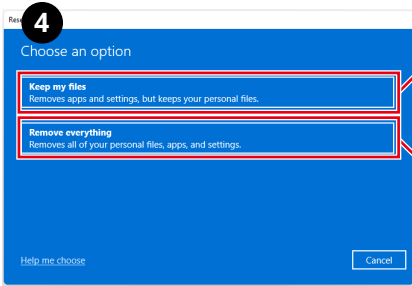 4
Choose an option
Keep my files
Removes apps and settings, but keeps your personal files.
Remove everything
Removes all of your personal files, apps, and settings.
Help me choose
Cancel